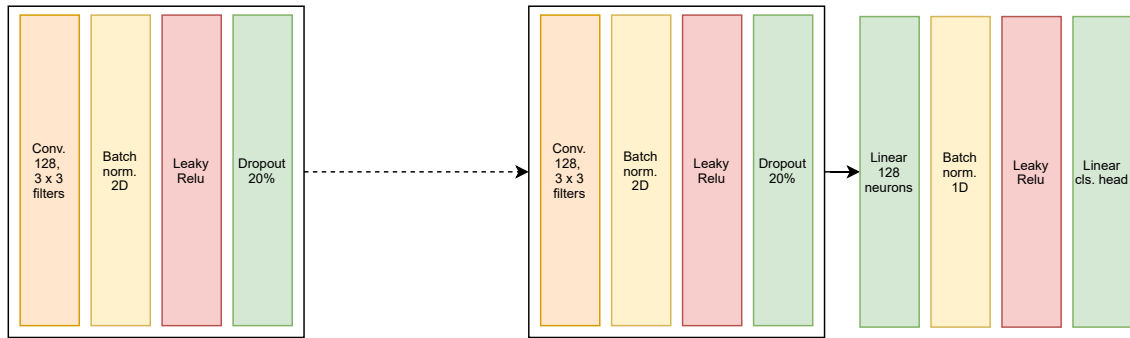 Conv.
128,
3 x 3
filters
Batch
norm.
2D
Leaky
Relu
Dropout
20%
Conv.
128,
3 x 3
filters
Batch
norm.
2D
Leaky
Relu
Dropout
20%
Linear
128
neurons
Batch
norm.
1D
Leaky
Relu
Linear
cls. head